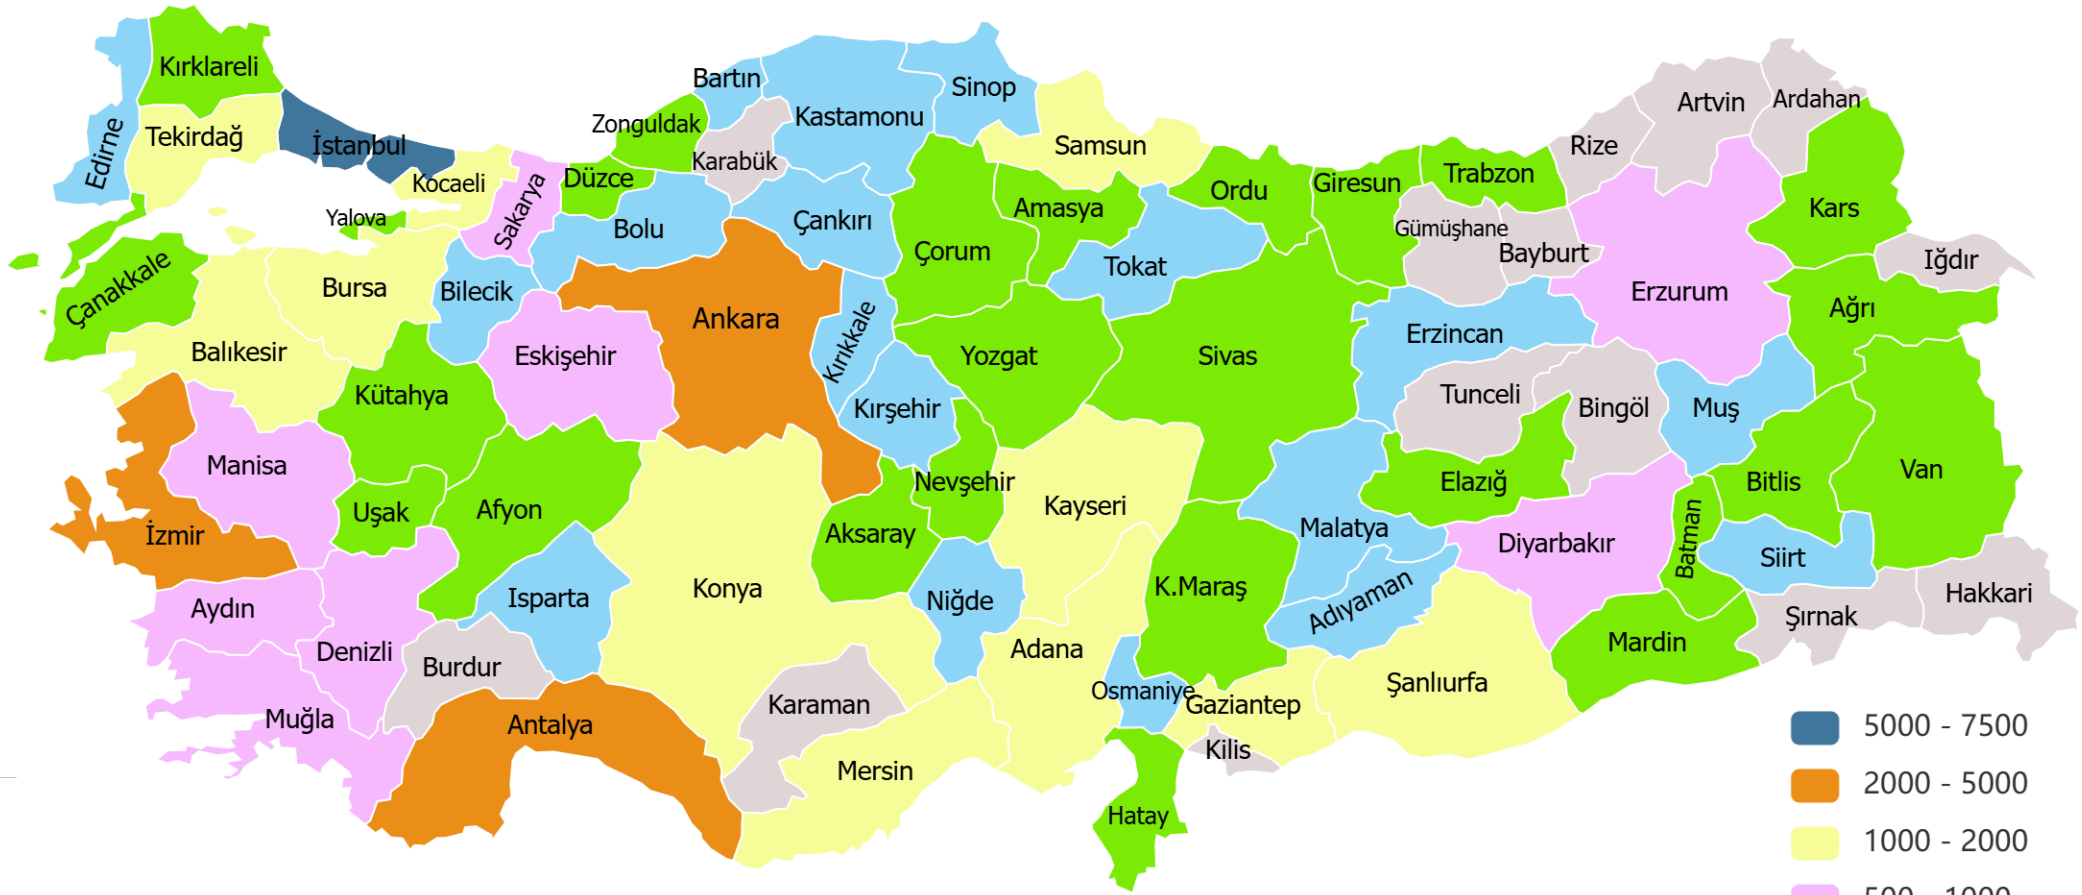 Kırklareli
Edirne
Tekirdağ
İstanbul
Kocaeli
Yalova
Sakarya
Düzce
Zonguldak
Bartın
Karabük
Kastamonu
Sinop
Samsun
Bolu
Çankırı
Çorum
Amasya
Tokat
Ordu
Giresun
Trabzon
Gümüşhane
Bayburt
Rize
Artvin
Ardahan
Kars
Iğdır
Ağrı
Erzurum
Erzincan
Çanakkale
Balıkesir
Bursa
Bilecik
Eskişehir
Kütahya
Ankara
Kırıkkale
Kırşehir
Yozgat
Sivas
Tunceli
Bingöl
Muş
Elazığ
Bitlis
Van
Manisa
İzmir
Uşak
Afyon
Konya
Aksaray
Nevşehir
Kayseri
Niğde
Malatya
Adıyaman
Diyarbakır
Batman
Siirt
Hakkari
Şırnak
Mardin
Şanlıurfa
K.Maraş
Aydın
Denizli
Muğla
Burdur
Isparta
Antalya
Karaman
Mersin
Adana
Osmaniye
Gaziantep
Kilis
Hatay
5000 - 7500
2000 - 5000
1000 - 2000
500 - 1000